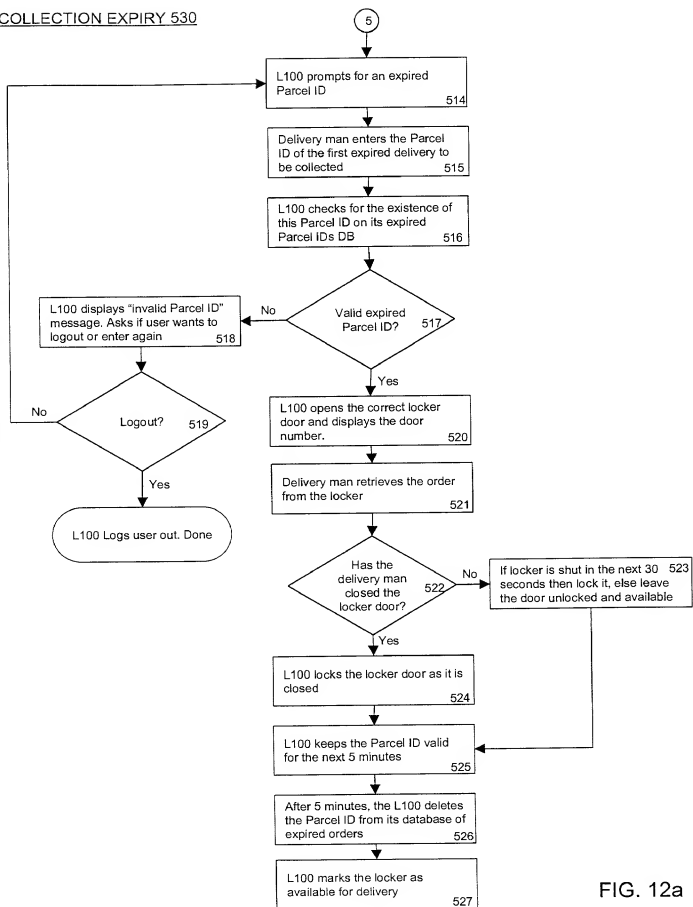 COLLECTION EXPIRY 530
5
L100 prompts for an expired
Parcel ID
514
Delivery man enters the Parcel
ID of the first expired delivery to
be collected
515
L100 checks for the existence of
this Parcel ID on its expired
Parcel IDs DB
516
Valid expired
Parcel ID?
517
No
L100 displays "invalid Parcel ID"
message. Asks if user wants to
logout or enter again
518
Logout?
519
No
Yes
L100 Logs user out. Done
Yes
L100 opens the correct locker
door and displays the door
number.
520
Delivery man retrieves the order
from the locker
521
Has the
delivery man
closed the
locker door?
522
No
If locker is shut in the next 30
seconds then lock it, else leave
the door unlocked and available
523
Yes
L100 locks the locker door as it is
closed
524
L100 keeps the Parcel ID valid
for the next 5 minutes
525
After 5 minutes, the L100 deletes
the Parcel ID from its database of
expired orders
526
L100 marks the locker as
available for delivery
527
FIG. 12a